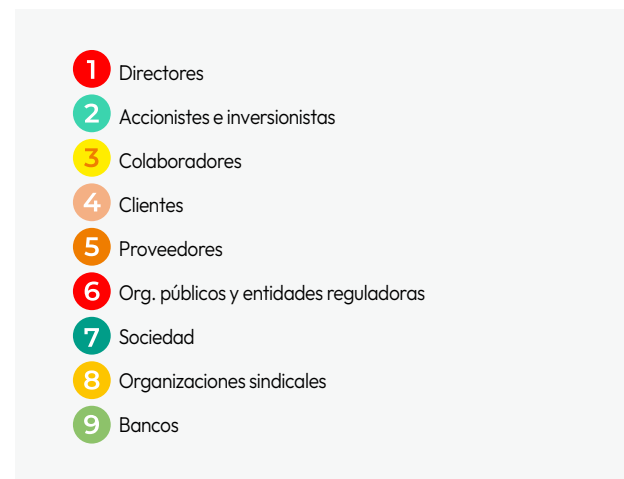 1 Directores
2 Accionistes e inversionistas
3 Colaboradores
4 Clientes
5 Proveedores
6 Org. públicos y entidades reguladoras
7 Sociedad
8 Organizaciones sindicales
9 Bancos